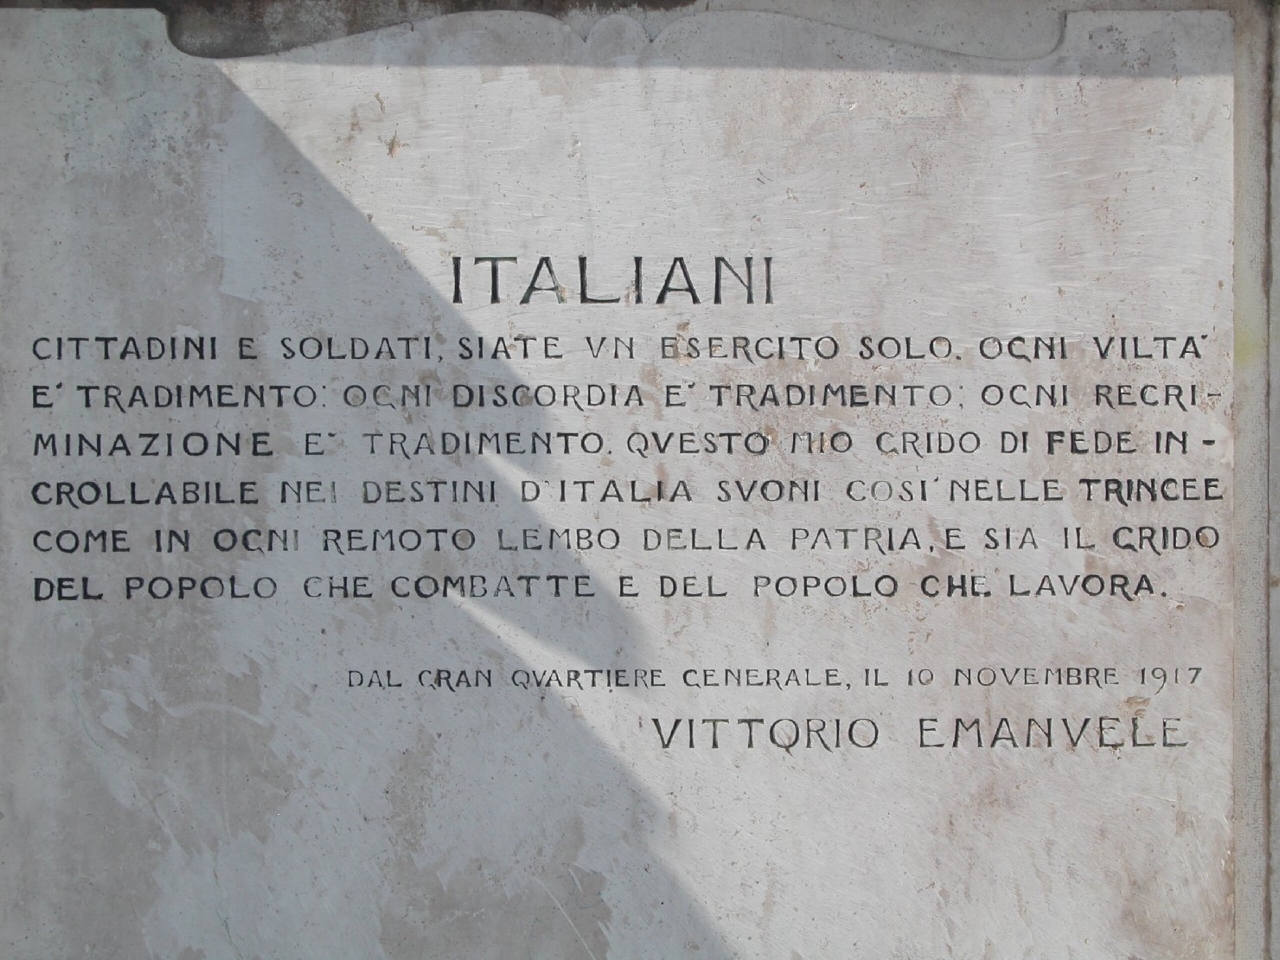 ITALIANI
CITTADINI E SOLDATI, SIATE VN ESERCITO SOLO. OGNI VILTA'
E' TRADIMENTO: OGNI DISCORDIA E' TRADIMENTO; OGNI RECRI-
MINAZIONE E' TRADIMENTO. QVESTO MIO GRIDO DI FEDE IN-
CROLLABILE NEI DESTINI D'ITALIA SVONI COSI' NELLE TRINCEE
COME IN OGNI REMOTO LEMBO DELLA PATRIA, E SIA IL GRIDO
DEL POPOLO CHE COMBATTE E DEL POPOLO CHE LAVORA.
DAL GRAN QVARTIERE GENERALE, IL 10 NOVEMBRE 1917
VITTORIO EMANVELE